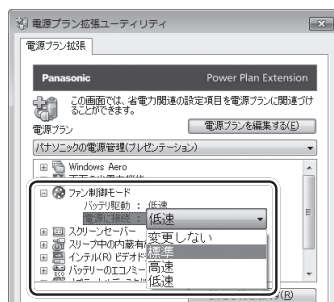 電源プラン拡張ユーティリティ
電源プラン拡張
Panasonic
Power Plan Extension
この画面では、省電力関連の設定項目を電源プランに関連づけ
ることができます。
電源プラン
電源プランを編集する(E)
パナソニックの電源管理(プレゼンテーション)
Windows Aero
ファン制御モード
バッテリ駆動 : 低速
電源に接続 : 低速
変更しない
標準
高速
低速
スクリーンセーバー
スリープ中の内蔵有
インテル(R) ビデオド
バッテリーのエコノミー
(R)